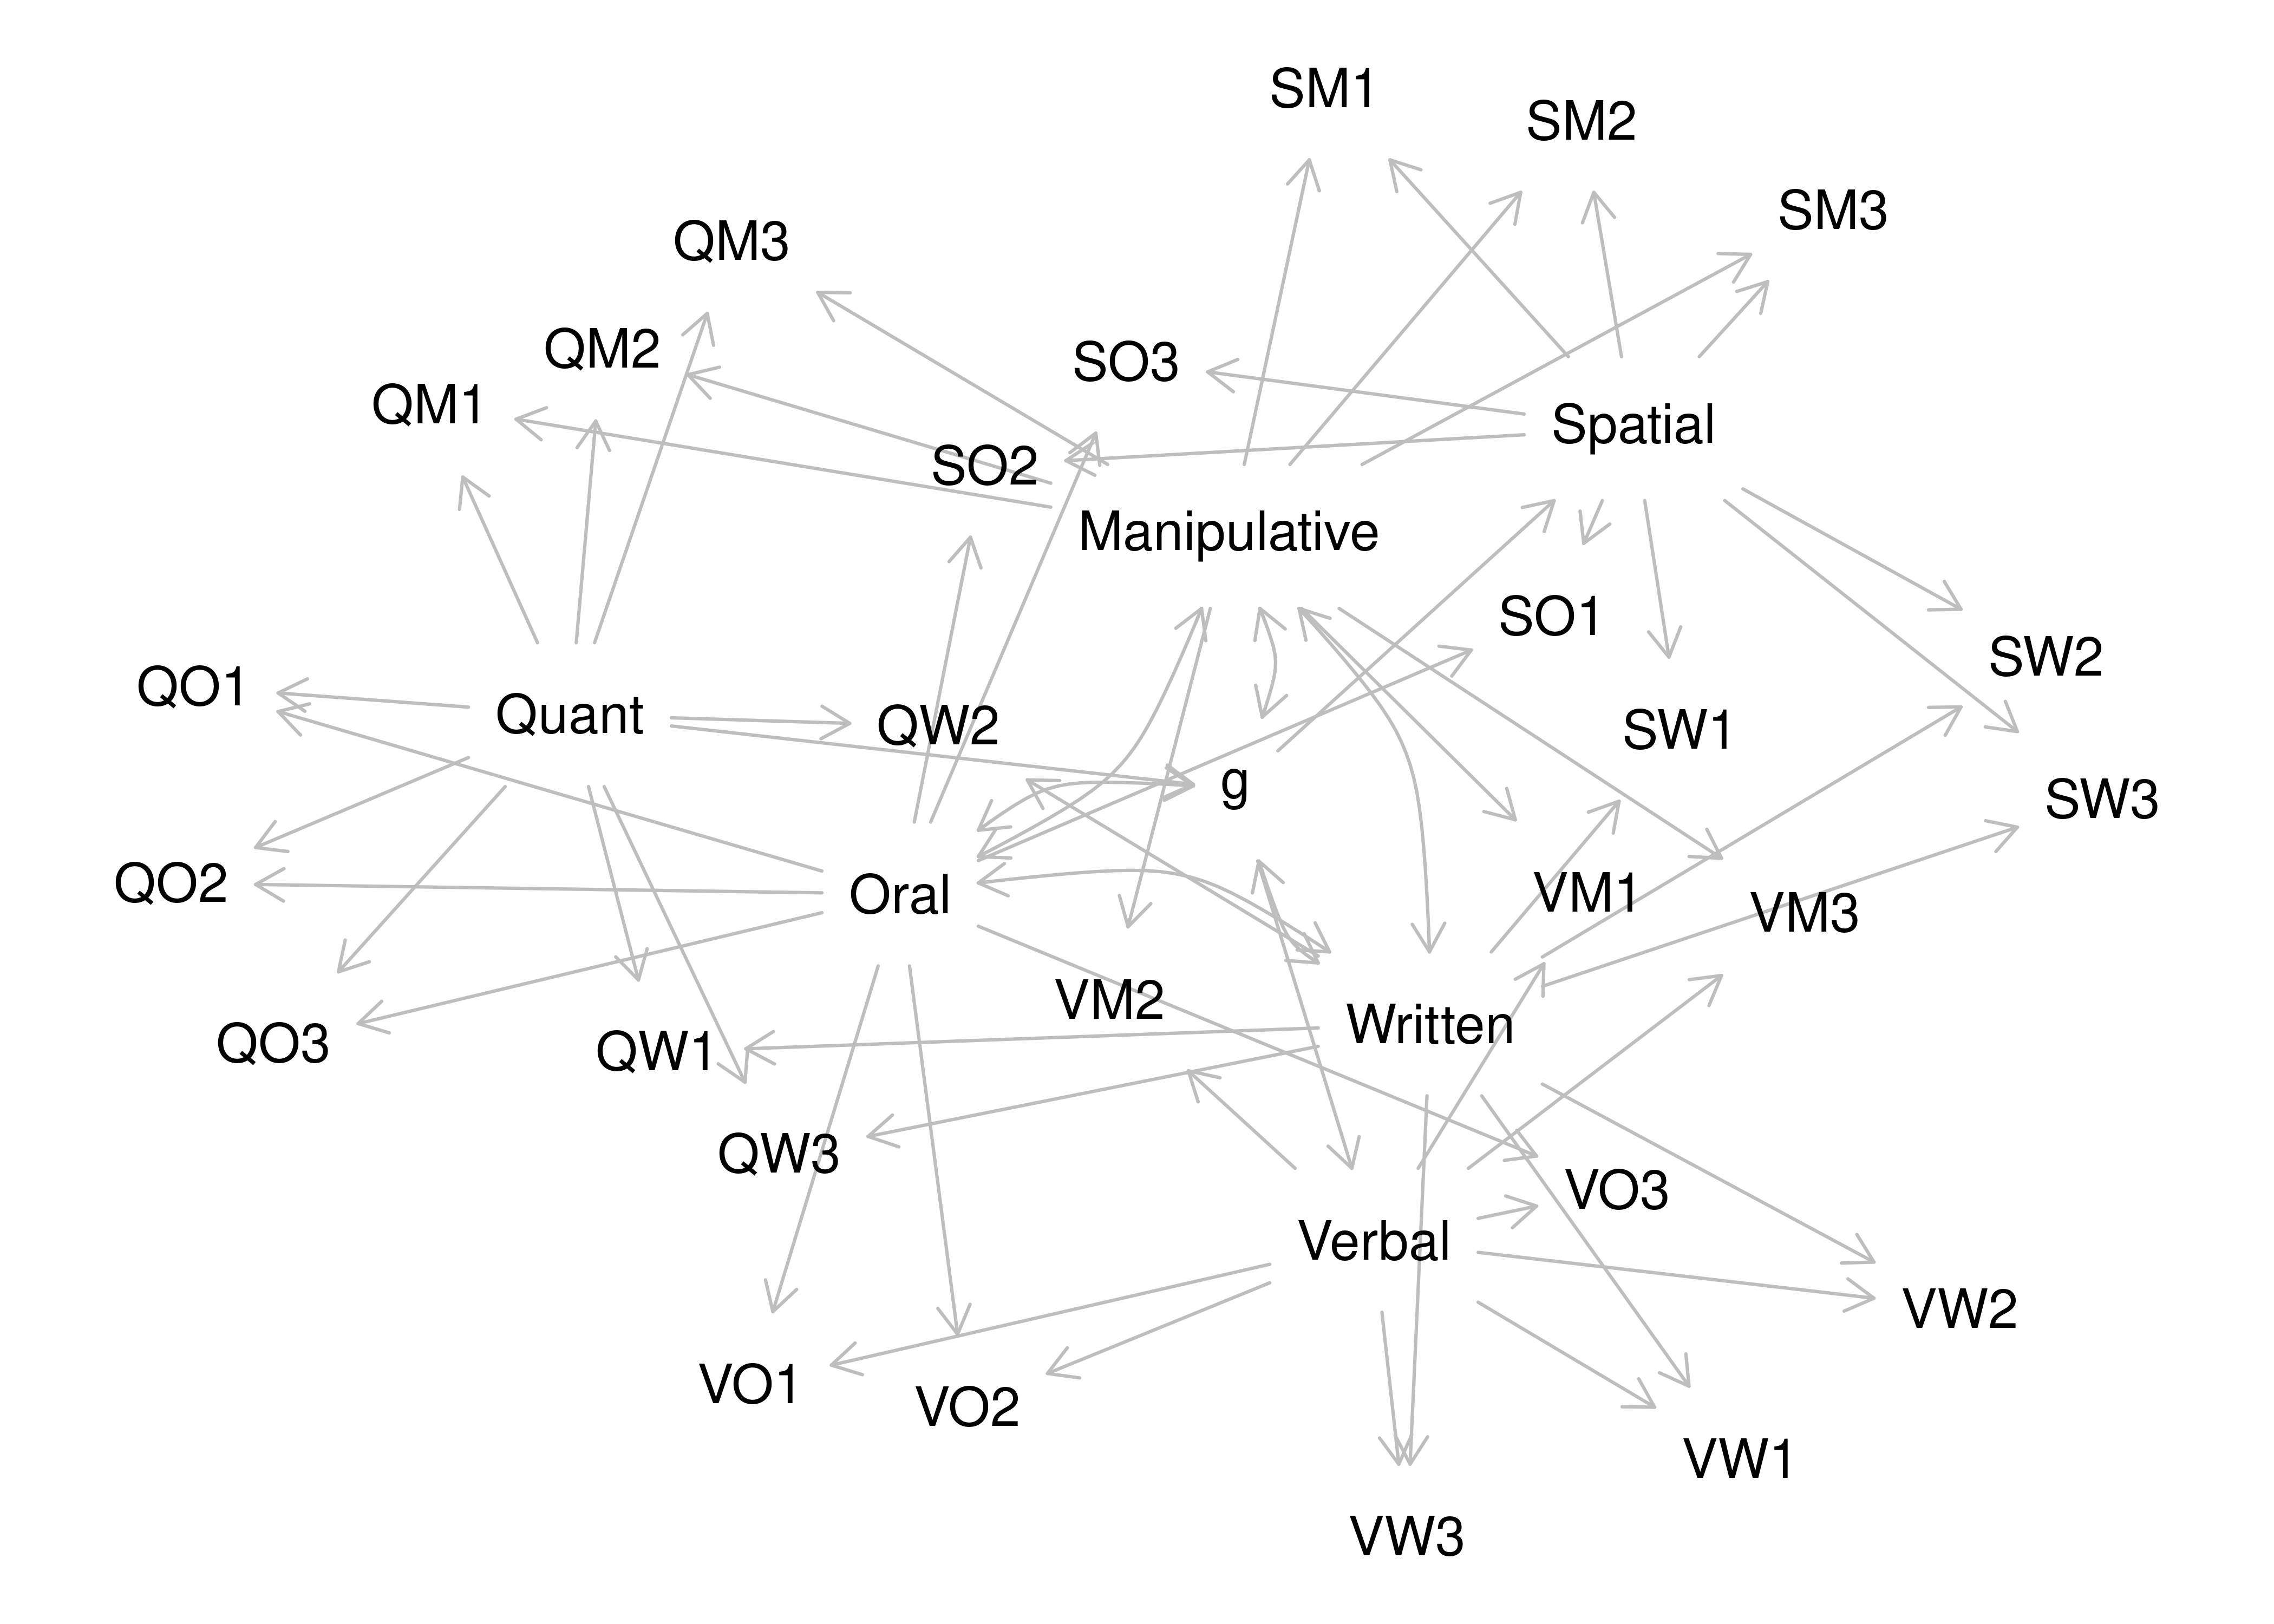 SM1
SM2
SM3
QM3
QM2
SO3
QM1
Spatial
SO2
Manipulative
SO1
SW2
QO1
Quant
QW2
SW1
g
SW3
QO2
Oral
VM1
VM3
VM2
Written
QO3
QW1
QW3
VO3
Verbal
VW2
VO1
VO2
VW1
VW3